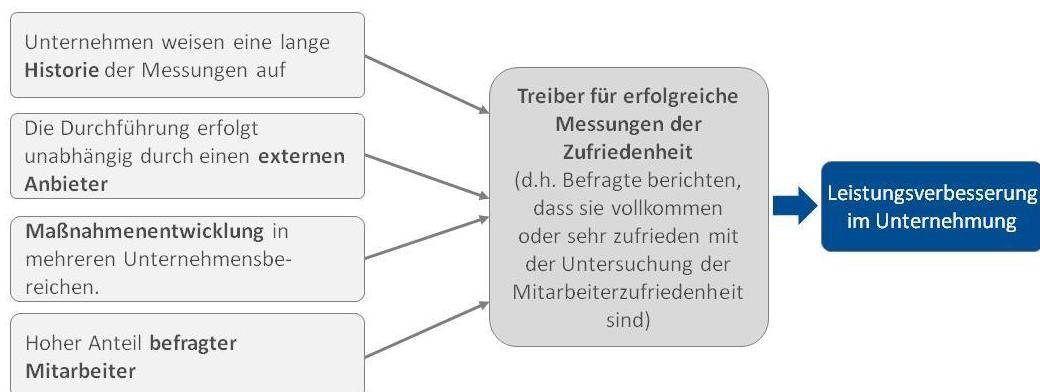 Unternehmen weisen eine lange
Historie der Messungen auf
Die Durchführung erfolgt
unabhängig durch einen externen
Anbieter
Maßnahmenentwicklung in
mehreren Unternehmensbe-
reichen.
Hoher Anteil befragter
Mitarbeiter
Treiber für erfolgreiche
Messungen der
Zufriedenheit
(d.h. Befragte berichten,
dass sie vollkommen
oder sehr zufrieden mit
der Untersuchung der
Mitarbeiterzufriedenheit
sind)
Leistungsverbesserung
im Unternehmung